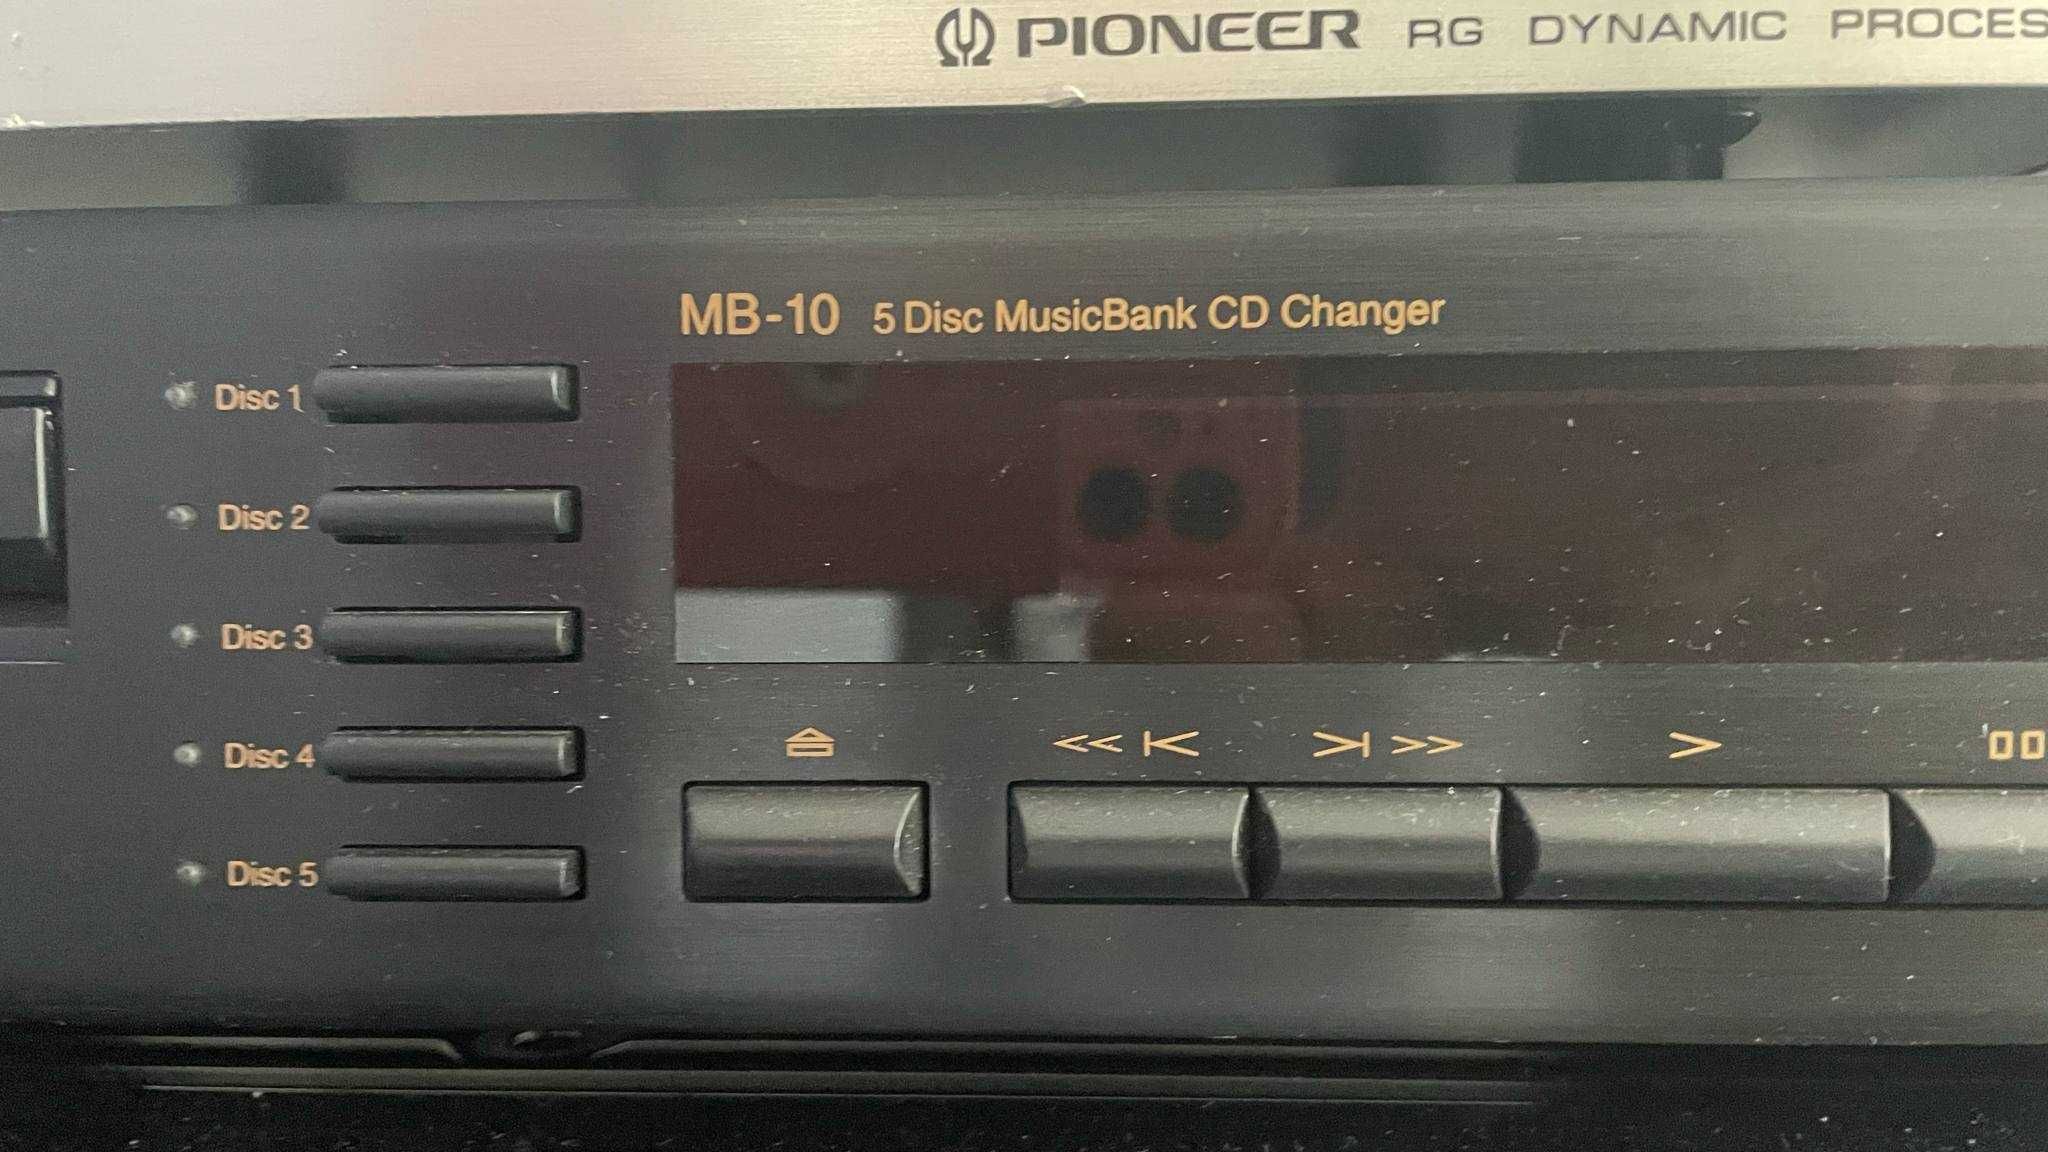 PIONEER RG DYNAMIC PROCES
MB-10 5 Disc MusicBank CD Changer
Disc 1
Disc 2
Disc 3
Disc 4
Disc 5